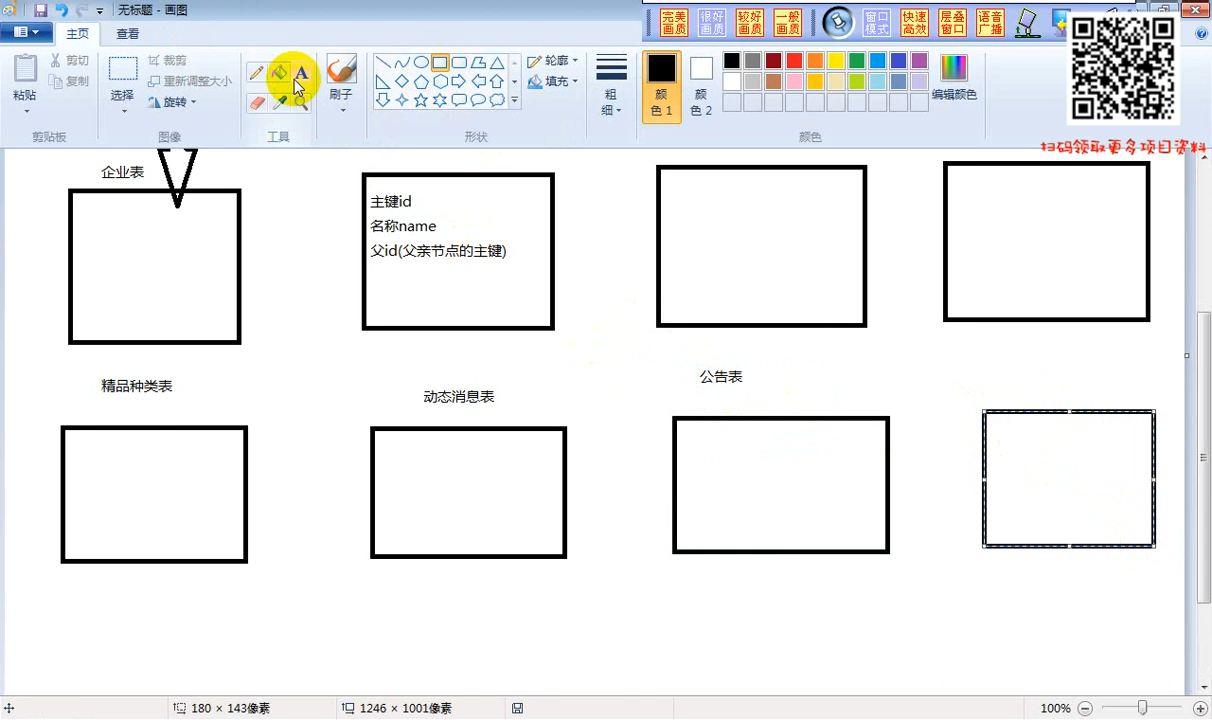 无标题 - 画图
完美画质
很好画质
较好画质
一般画质
窗口模式
快速高效
层叠窗口
语音广播
主页
查看
粘贴
剪切
复制
剪贴板
选择
裁剪
重新调整大小
旋转
图像
A
工具
刷子
轮廓
填充
形状
粗细
颜色 1
颜色 2
编辑颜色
颜色
扫码领取更多项目资料
企业表
主键id
名称name
父id(父亲节点的主键)
精品种类表
动态消息表
公告表
180 × 143像素
1246 × 1001像素
100%